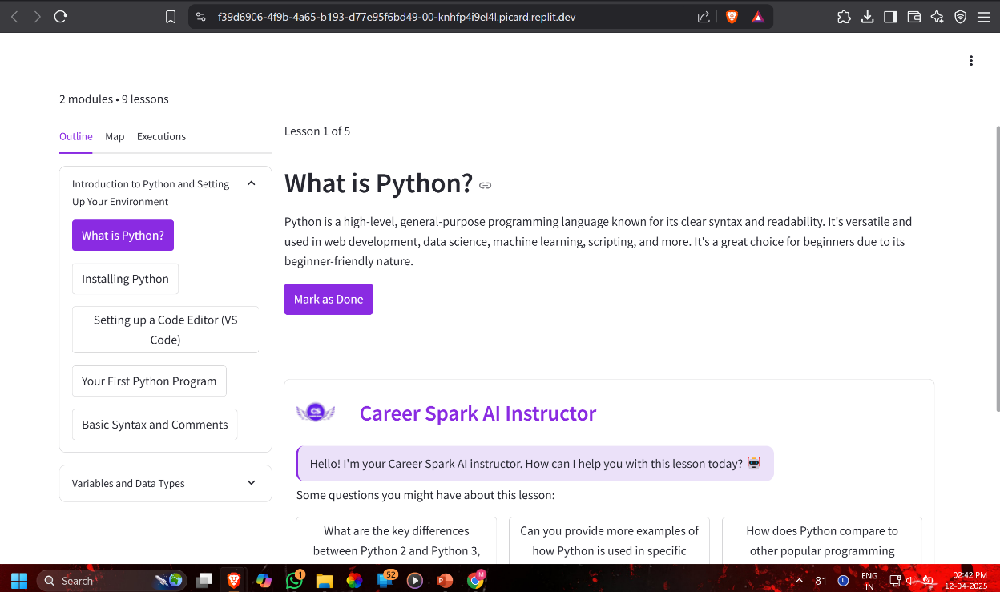 f39d6906-4f9b-4a65-b193-d77e95f6bd49-00-knhfp4i9el4l.picard.replit.dev
2 modules • 9 lessons
Outline Map Executions
Introduction to Python and Setting
Up Your Environment
What is Python?
Installing Python
Setting up a Code Editor (VS
Code)
Your First Python Program
Basic Syntax and Comments
Variables and Data Types
Lesson 1 of 5
What is Python?
Python is a high-level, general-purpose programming language known for its clear syntax and readability. It's versatile and
used in web development, data science, machine learning, scripting, and more. It's a great choice for beginners due to its
beginner-friendly nature.
Mark as Done
CS
Career Spark AI Instructor
Hello! I'm your Career Spark AI instructor. How can I help you with this lesson today?
Some questions you might have about this lesson:
What are the key differences
between Python 2 and Python 3,
Can you provide more examples of
how Python is used in specific
How does Python compare to
other popular programming
Search
1
52
P
M
81
L
ENG
IN
02:42 PM
12-04-2025